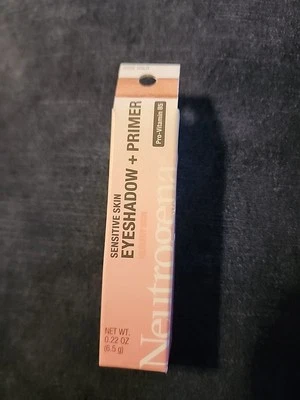 SENSITIVE SKIN
EYESHADOW + PRIMER
Pro-Vitamin B5
Neutrogena
NET WT.
0.22 OZ
(6.5 g)